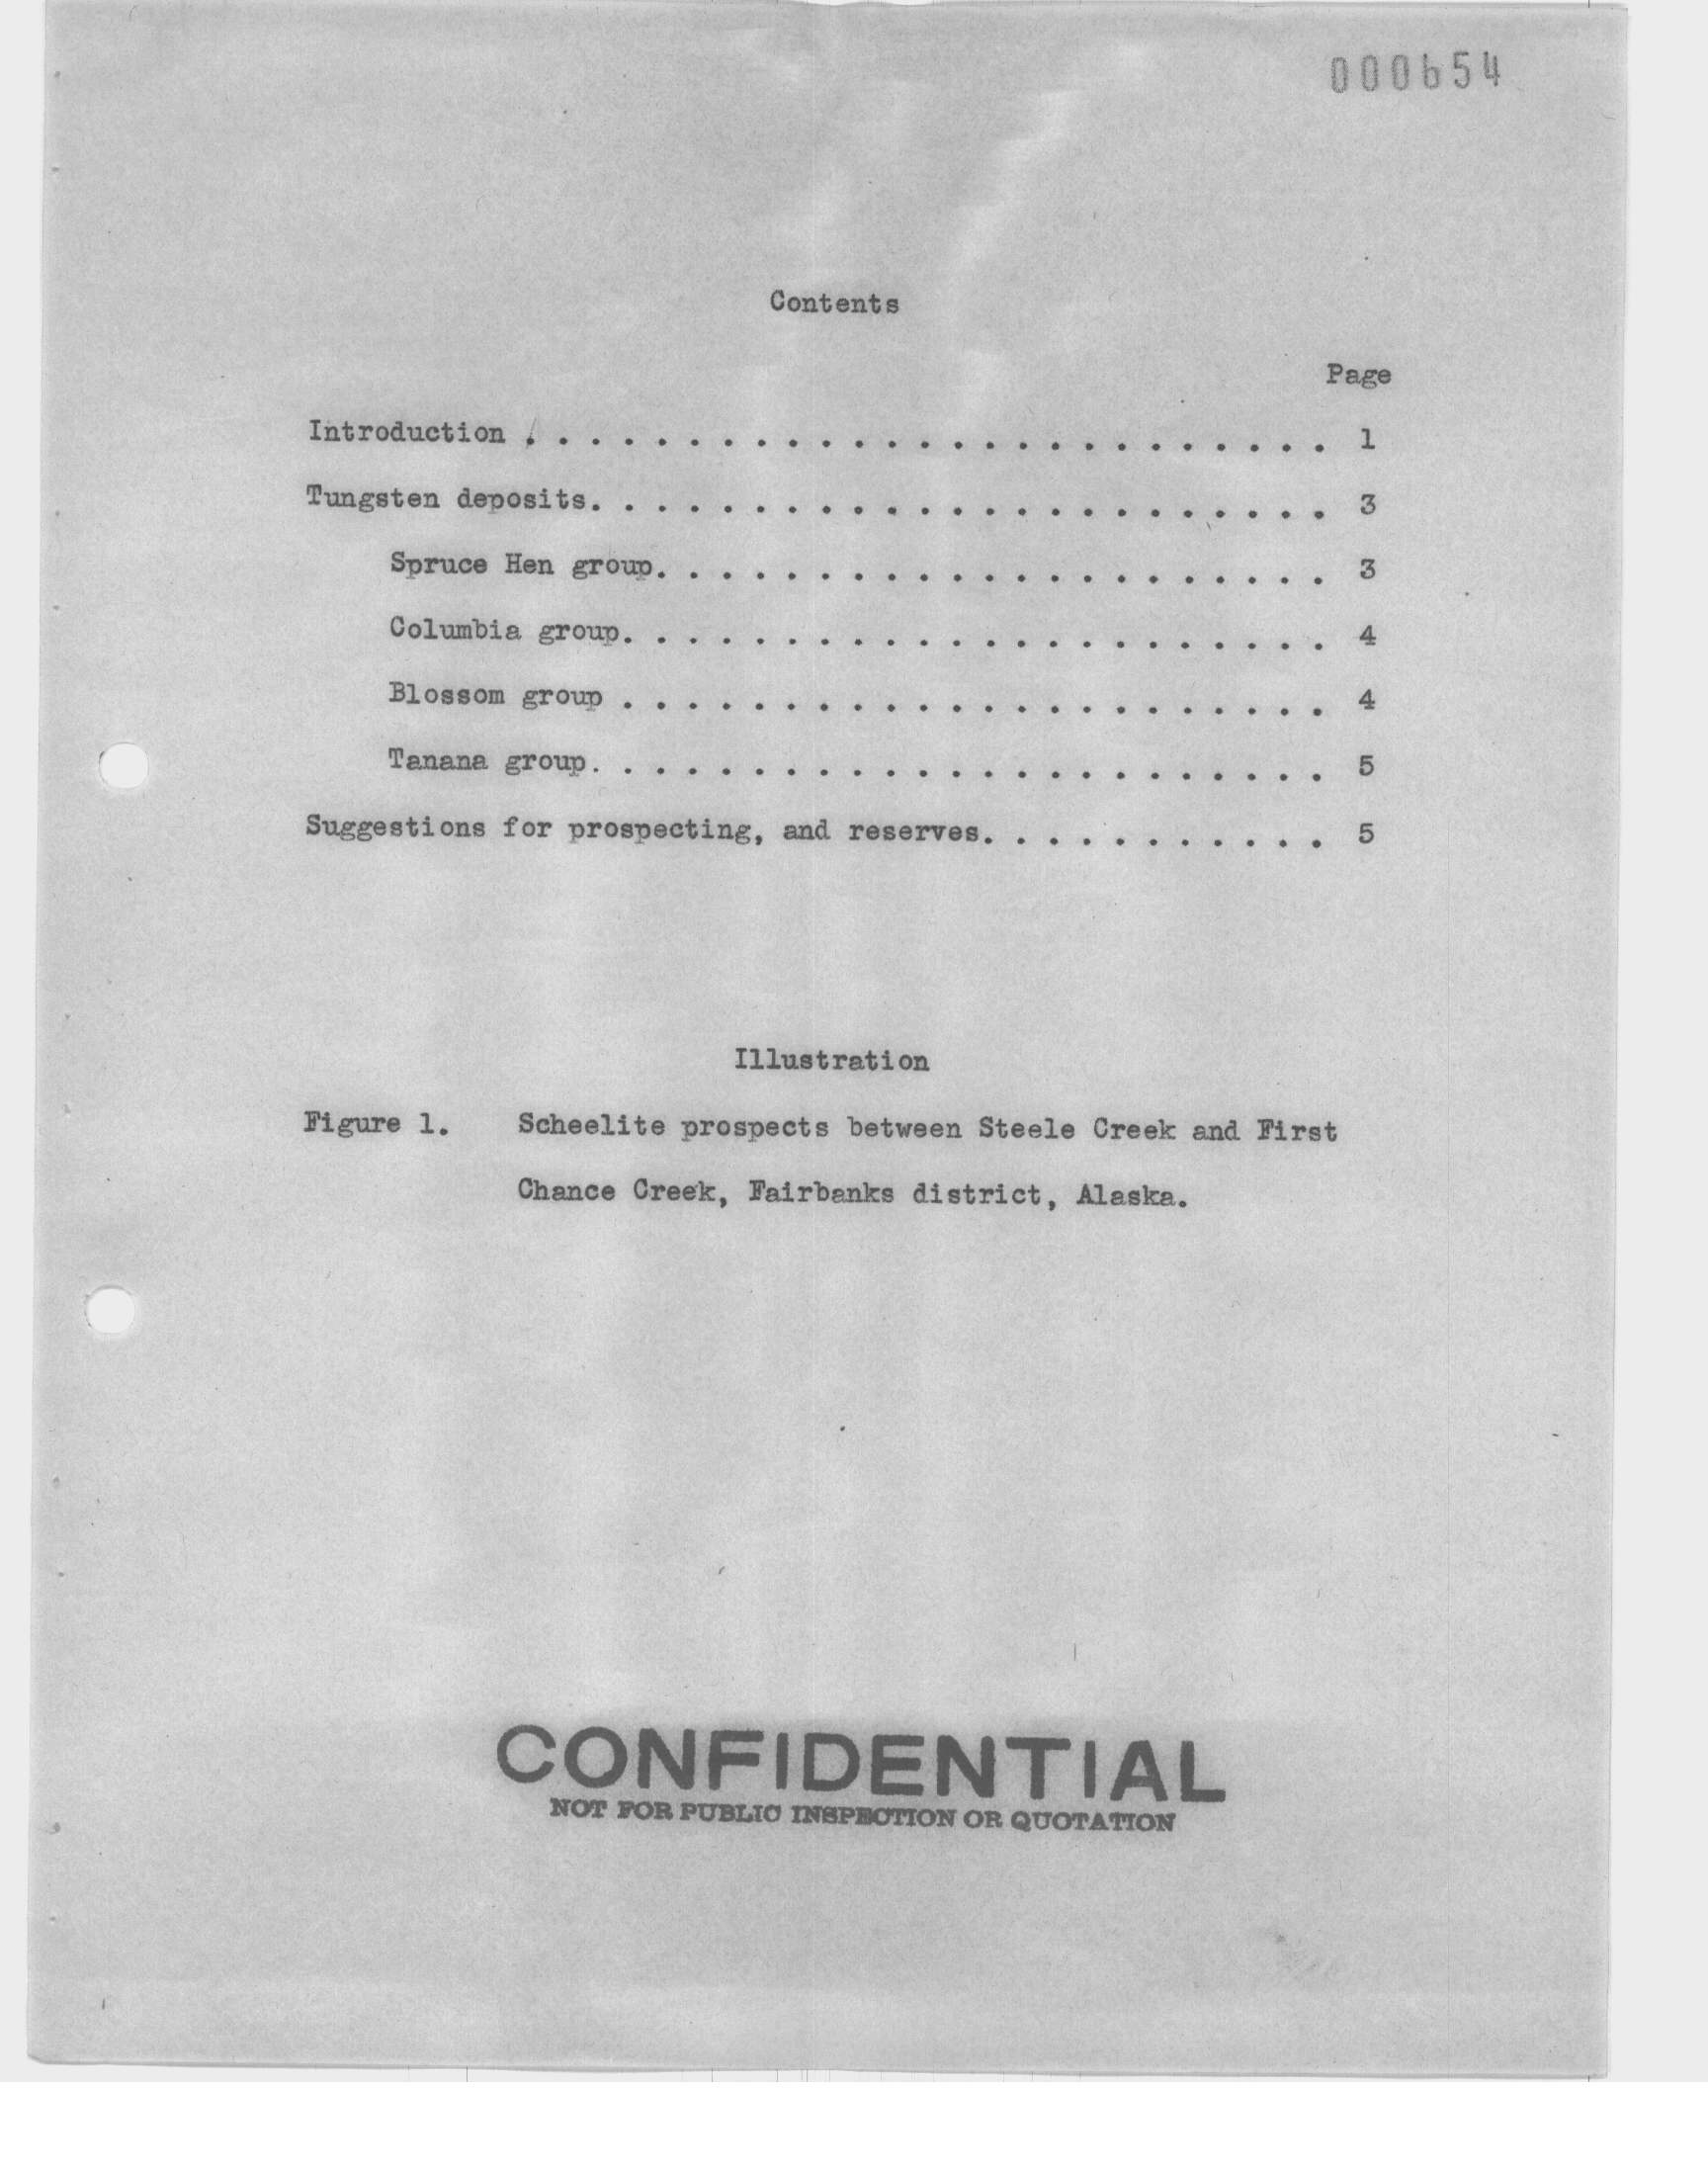 000654
Contents
Page
Introduction . . . . . . . . . . . . . . . . . . . . . . . . . 1
Tungsten deposits. . . . . . . . . . . . . . . . . . . . . . . 3
Spruce Hen group. . . . . . . . . . . . . . . . . . . . . 3
Columbia group. . . . . . . . . . . . . . . . . . . . . . 4
Blossom group . . . . . . . . . . . . . . . . . . . . . . 4
Tanana group. . . . . . . . . . . . . . . . . . . . . . . 5
Suggestions for prospecting, and reserves. . . . . . . . . . . 5
Illustration
Figure 1. Scheelite prospects between Steele Creek and First
Chance Creek, Fairbanks district, Alaska.
CONFIDENTIAL
NOT FOR PUBLIC INSPECTION OR QUOTATION